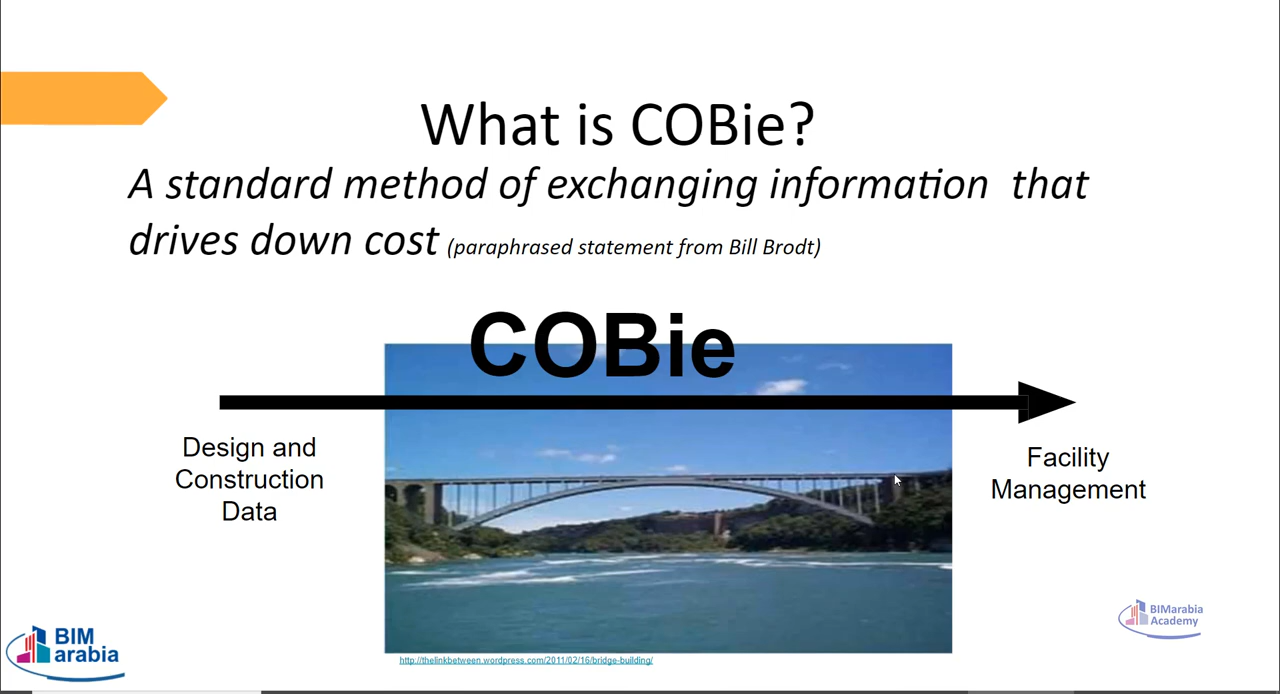 What is COBie?
A standard method of exchanging information that
drives down cost (paraphrased statement from Bill Brodt)
COBie
Design and
Construction
Data
Facility
Management
http://thelinkbetween.wordpress.com/2011/02/16/bridge-building/
BIM
arabia
BIMarabia
Academy